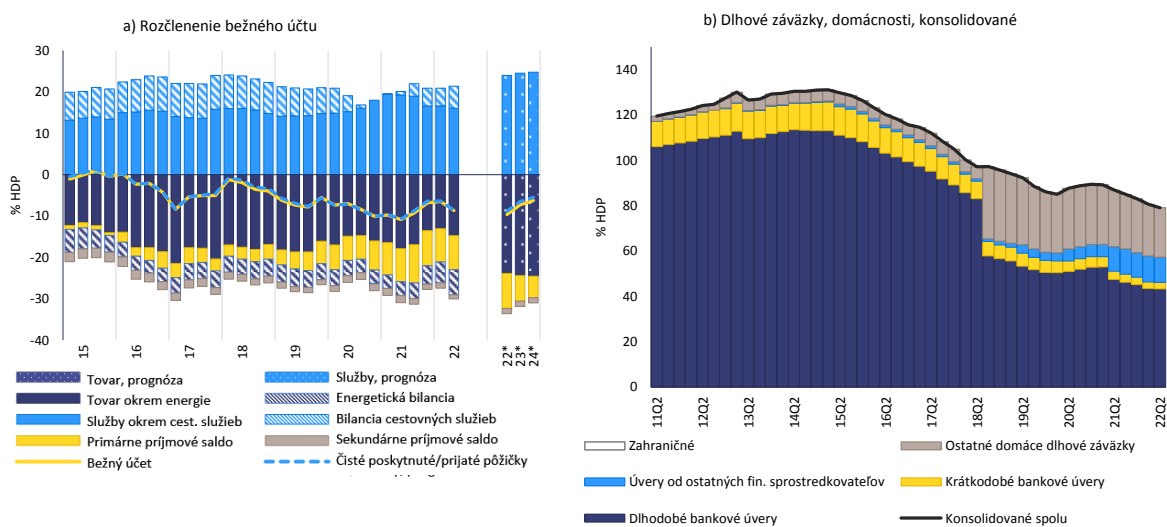 a) Rozčlenenie bežného účtu
30
20
10
0
-10
-20
-30
-40
% HDP
15
16
17
18
19
20
21
22
22*
23*
24*
Tovar, prognóza
Služby, prognóza
Tovar okrem energie
Energetická bilancia
Služby okrem cest. služieb
Bilancia cestovných služieb
Primárne príjmové saldo
Sekundárne príjmové saldo
Bežný účet
Čisté poskytnuté/prijaté pôžičky
b) Dlhové záväzky, domácnosti, konsolidované
140
120
100
80
60
40
20
0
% HDP
11Q2
12Q2
13Q2
14Q2
15Q2
16Q2
17Q2
18Q2
19Q2
20Q2
21Q2
22Q2
Zahraničné
Ostatné domáce dlhové záväzky
Úvery od ostatných fin. sprostredkovateľov
Krátkodobé bankové úvery
Dlhodobé bankové úvery
Konsolidované spolu